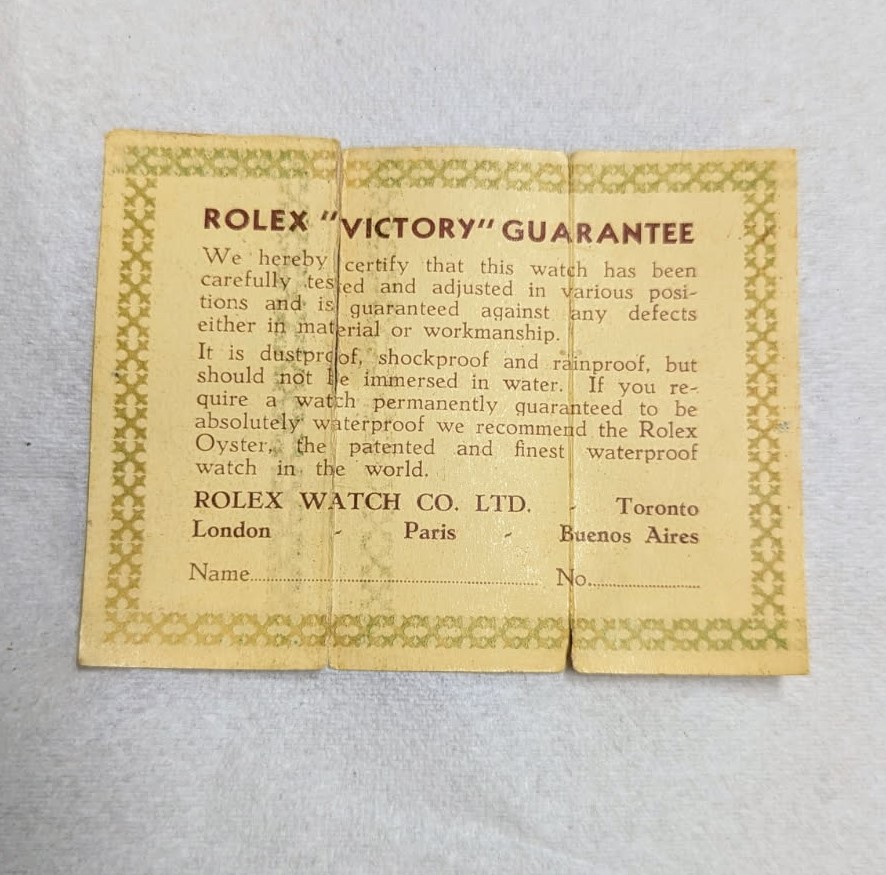 ROLEX "VICTORY" GUARANTEE
We hereby certify that this watch has been
carefully tested and adjusted in various posi-
tions and is guaranteed against any defects
either in material or workmanship.
It is dustproof, shockproof and rainproof, but
should not be immersed in water. If you re-
quire a watch permanently guaranteed to be
absolutely waterproof we recommend the Rolex
Oyster, the patented and finest waterproof
watch in the world.
ROLEX WATCH CO. LTD. - Toronto
London - Paris - Buenos Aires
Name.................................................... No.....................